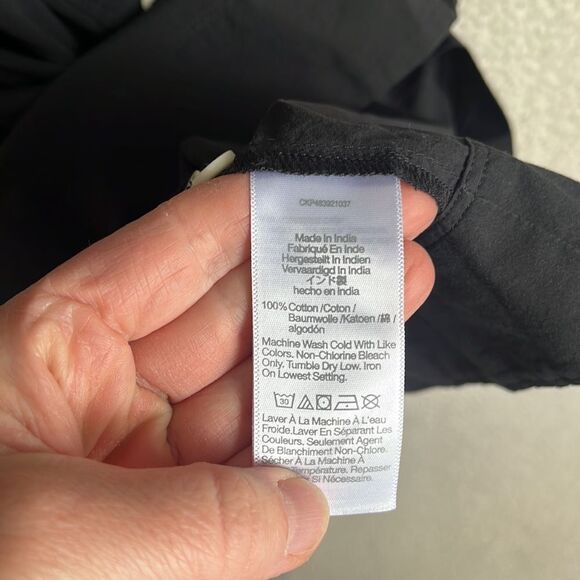 CKP483921037
Made In India
Fabriqué En Inde
Hergestellt In Indien
Vervaardigd In India
インド製
hecho en India
100% Cotton /Coton /
Baumwolle /Katoen /綿 /
algodón
Machine Wash Cold With Like
Colors. Non-Chlorine Bleach
Only. Tumble Dry Low. Iron
On Lowest Setting.
30
Laver À La Machine À L'eau
Froide.Laver En Séparant Les
Couleurs. Seulement Agent
De Blanchiment Non-Chlore.
Sécher À La Machine À
Température. Repasser
Si Nécessaire.